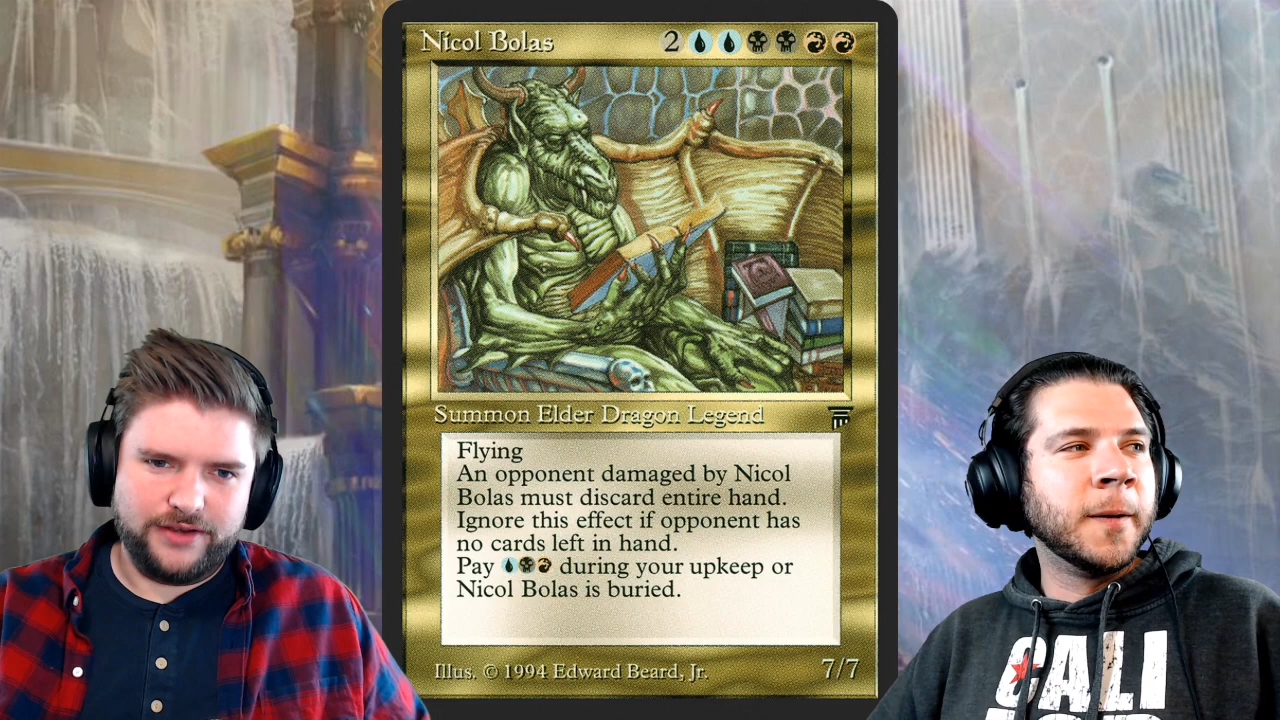 Nicol Bolas 2
Summon Elder Dragon Legend
Flying
An opponent damaged by Nicol
Bolas must discard entire hand.
Ignore this effect if opponent has
no cards left in hand.
Pay during your upkeep or
Nicol Bolas is buried.
Illus. © 1994 Edward Beard, Jr. 7/7
CALI